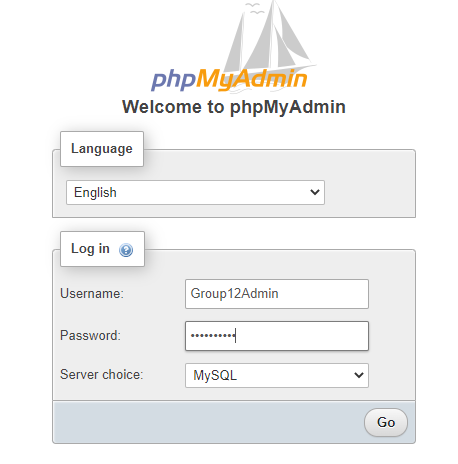 phpMyAdmin
Welcome to phpMyAdmin
Language
English
Log in
Username: Group12Admin
Password: ••••••••••
Server choice: MySQL
Go